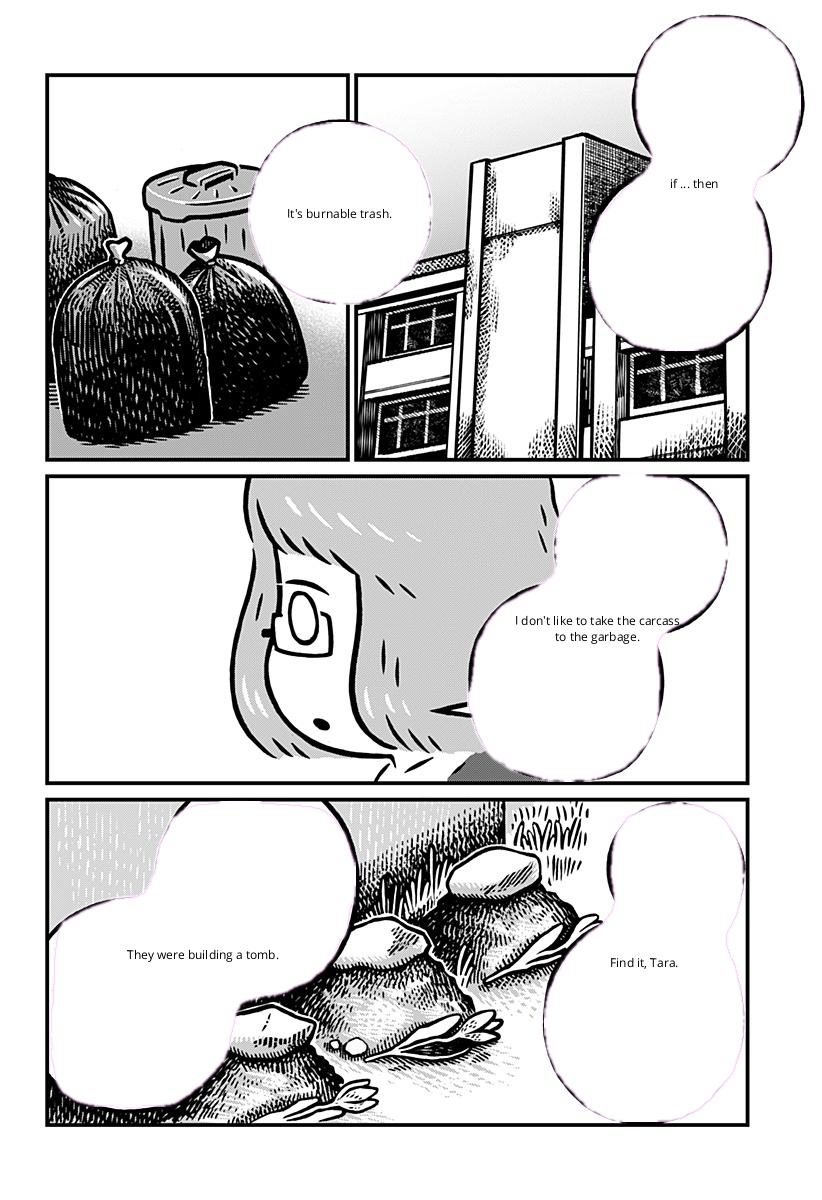 if ... then
It's burnable trash.
I don't like to take the carcass
to the garbage.
Find it, Tara.
They were building a tomb.